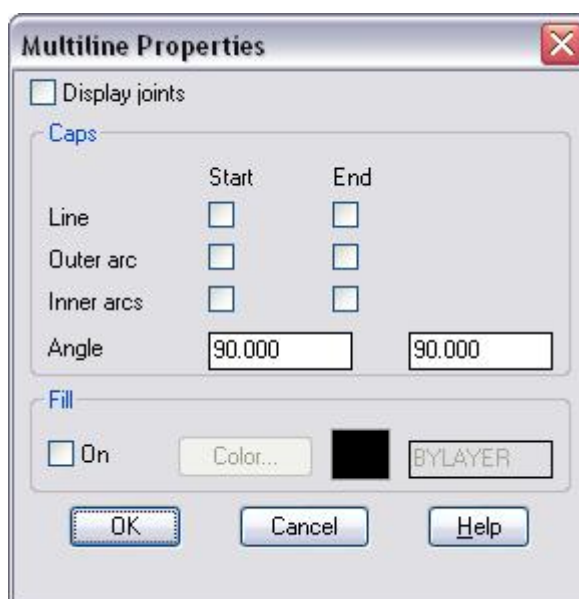 Multiline Properties
Display joints
Caps
Start End
Line
Outer arc
Inner arcs
Angle 90.000 90.000
Fill
On Color... BYLAYER
OK Cancel Help